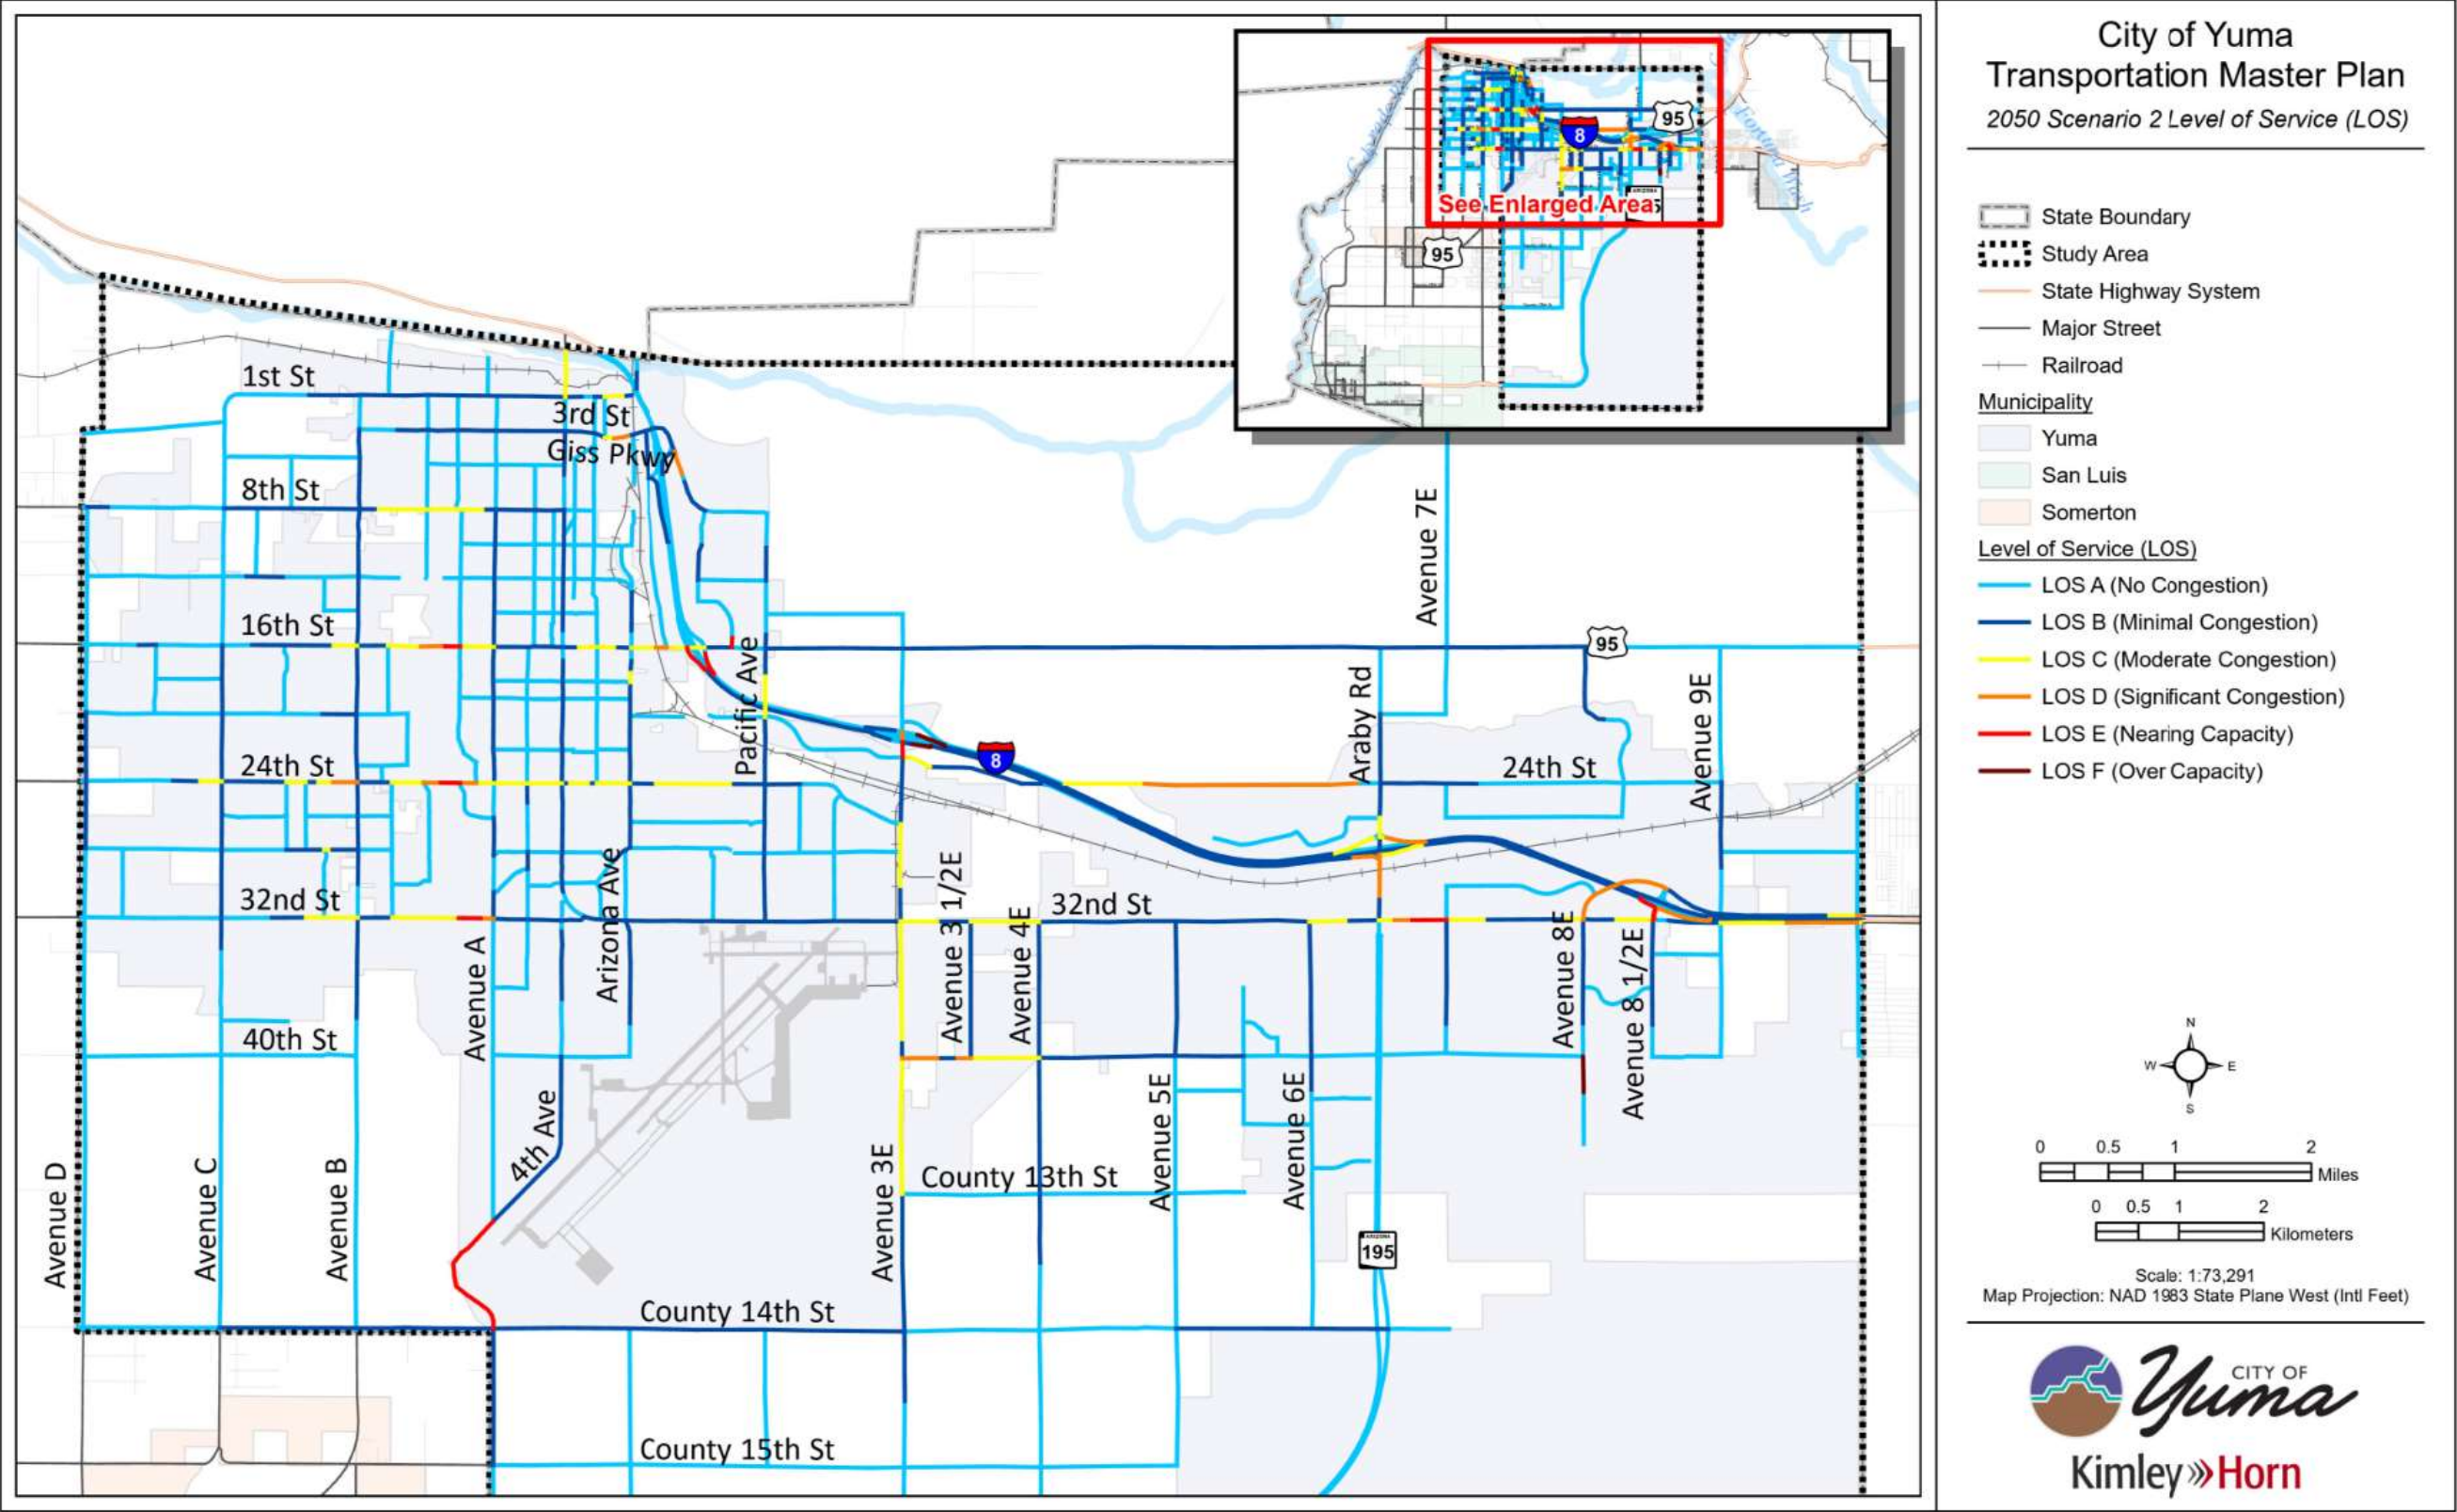 City of Yuma
Transportation Master Plan
2050 Scenario 2 Level of Service (LOS)
State Boundary
Study Area
State Highway System
Major Street
Railroad
Municipality
Yuma
San Luis
Somerton
Level of Service (LOS)
LOS A (No Congestion)
LOS B (Minimal Congestion)
LOS C (Moderate Congestion)
LOS D (Significant Congestion)
LOS E (Nearing Capacity)
LOS F (Over Capacity)
N
W E
S
0 0.5 1 2
Miles
0 0.5 1 2
Kilometers
Scale: 1:73,291
Map Projection: NAD 1983 State Plane West (Intl Feet)
CITY OF
Yuma
Kimley»Horn
95
8
See Enlarged Area
95
1st St
3rd St
Giss Pkwy
8th St
16th St
24th St
32nd St
40th St
Avenue D
Avenue C
Avenue B
Avenue A
4th Ave
Arizona Ave
Pacific Ave
Avenue 3E
Avenue 3 1/2E
Avenue 4E
Avenue 5E
Avenue 6E
Araby Rd
Avenue 7E
Avenue 8E
Avenue 8 1/2E
Avenue 9E
95
8
24th St
32nd St
County 13th St
ARIZONA
195
County 14th St
County 15th St